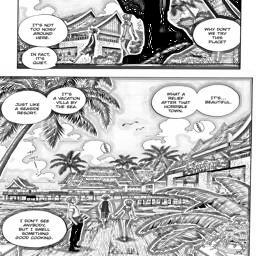 IT'S NOT
TOO NOISY
AROUND
HERE.
IN FACT,
IT'S
QUIET.
WHY DON'T
WE TRY
THIS
PLACE?
JUST LIKE
A SEASIDE
RESORT.
IT'S
A VACATION
VILLA BY
THE SEA.
WHAT A
RELIEF
AFTER THAT
HORRIBLE
TOWN.
IT'S...
BEAUTIFUL.
I DON'T SEE
ANYBODY,
BUT I SMELL
SOMETHING
GOOD COOKING.